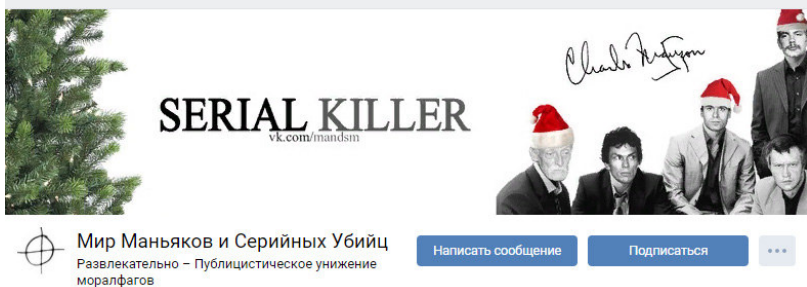 SERIAL KILLER
vk.com/mandsm
Мир Маньяков и Серийных Убийц
Развлекательно – Публицистическое унижение
моралфагов
Написать сообщение
Подписаться